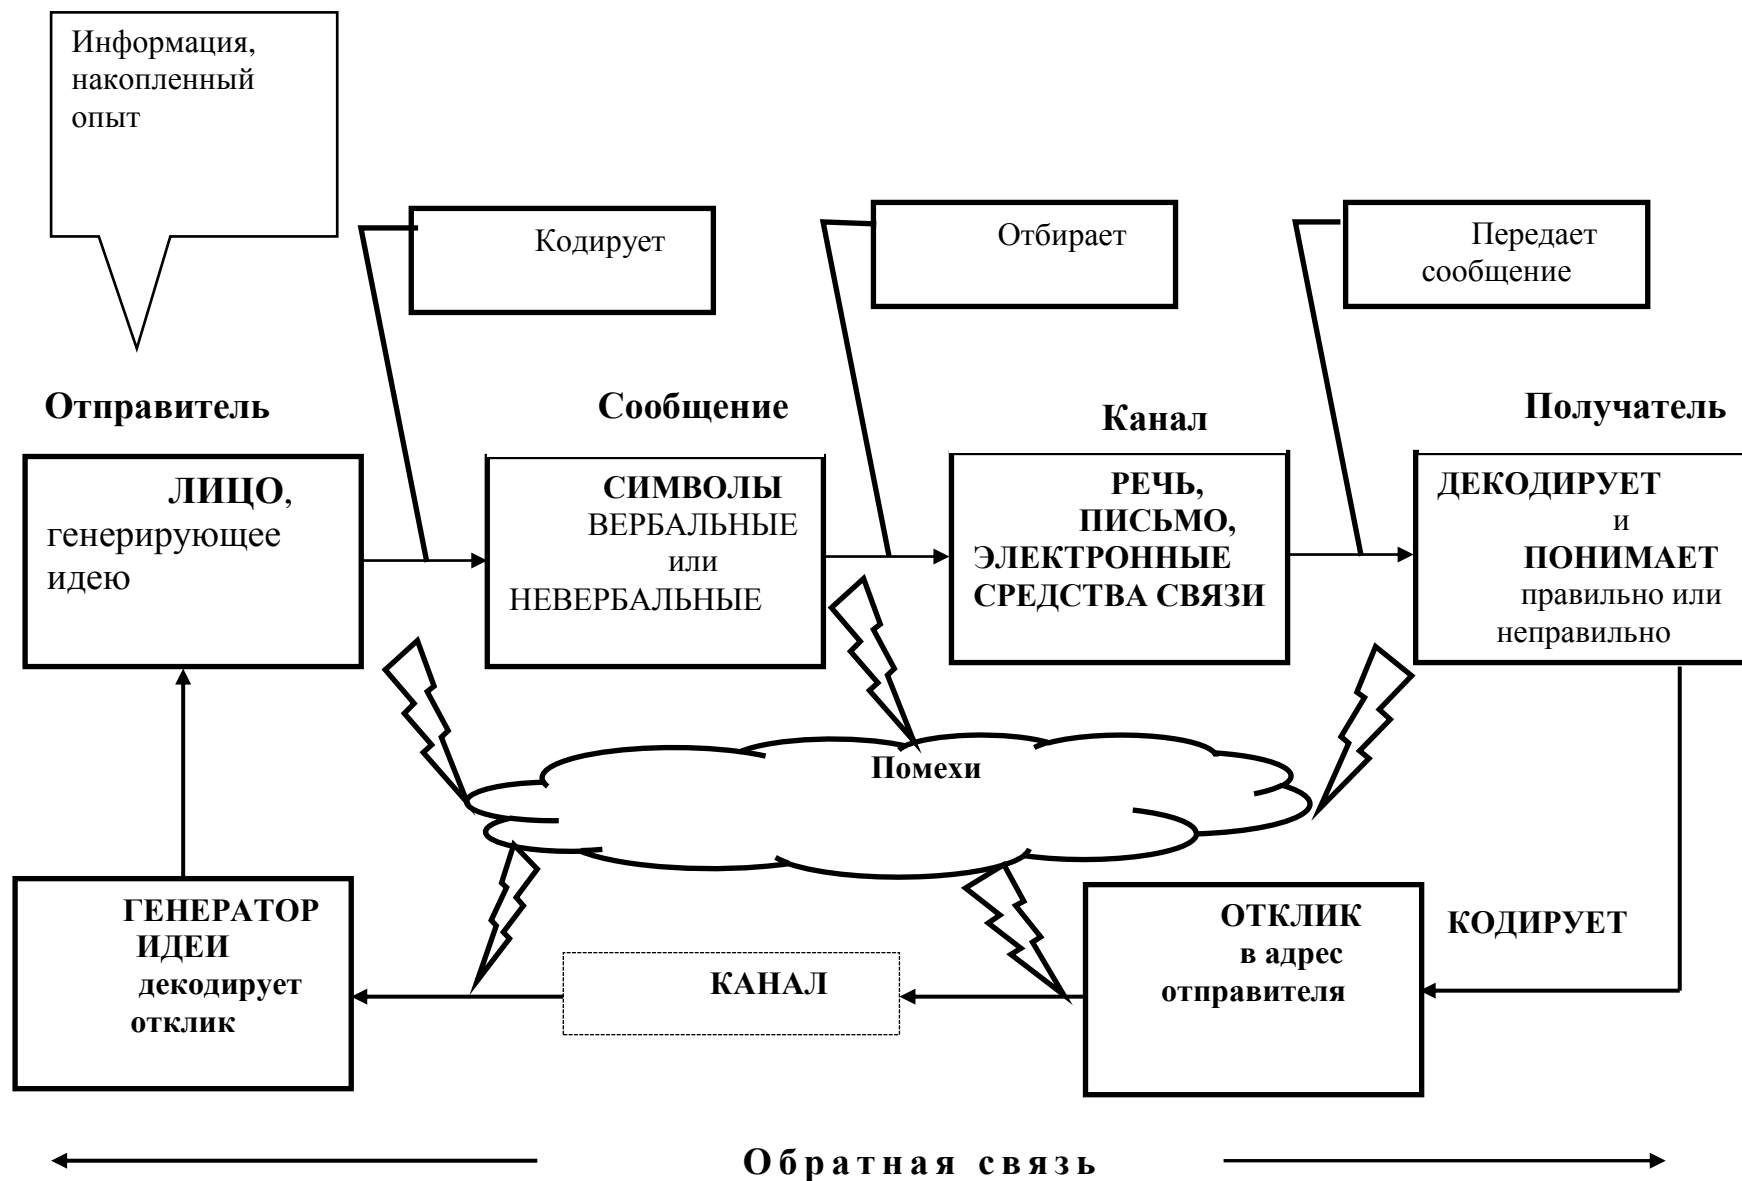 Информация,
накопленный
опыт
Кодирует
Отбирает
Передает
сообщение
Отправитель
Сообщение
Канал
Получатель
ЛИЦО,
генерирующее
идею
СИМВОЛЫ
ВЕРБАЛЬНЫЕ
или
НЕВЕРБАЛЬНЫЕ
РЕЧЬ,
ПИСЬМО,
ЭЛЕКТРОННЫЕ
СРЕДСТВА СВЯЗИ
ДЕКОДИРУЕТ
и
ПОНИМАЕТ
правильно или
неправильно
Помехи
ГЕНЕРАТОР
ИДЕИ
декодирует
отклик
КАНАЛ
ОТКЛИК
в адрес
отправителя
КОДИРУЕТ
Обратная связь